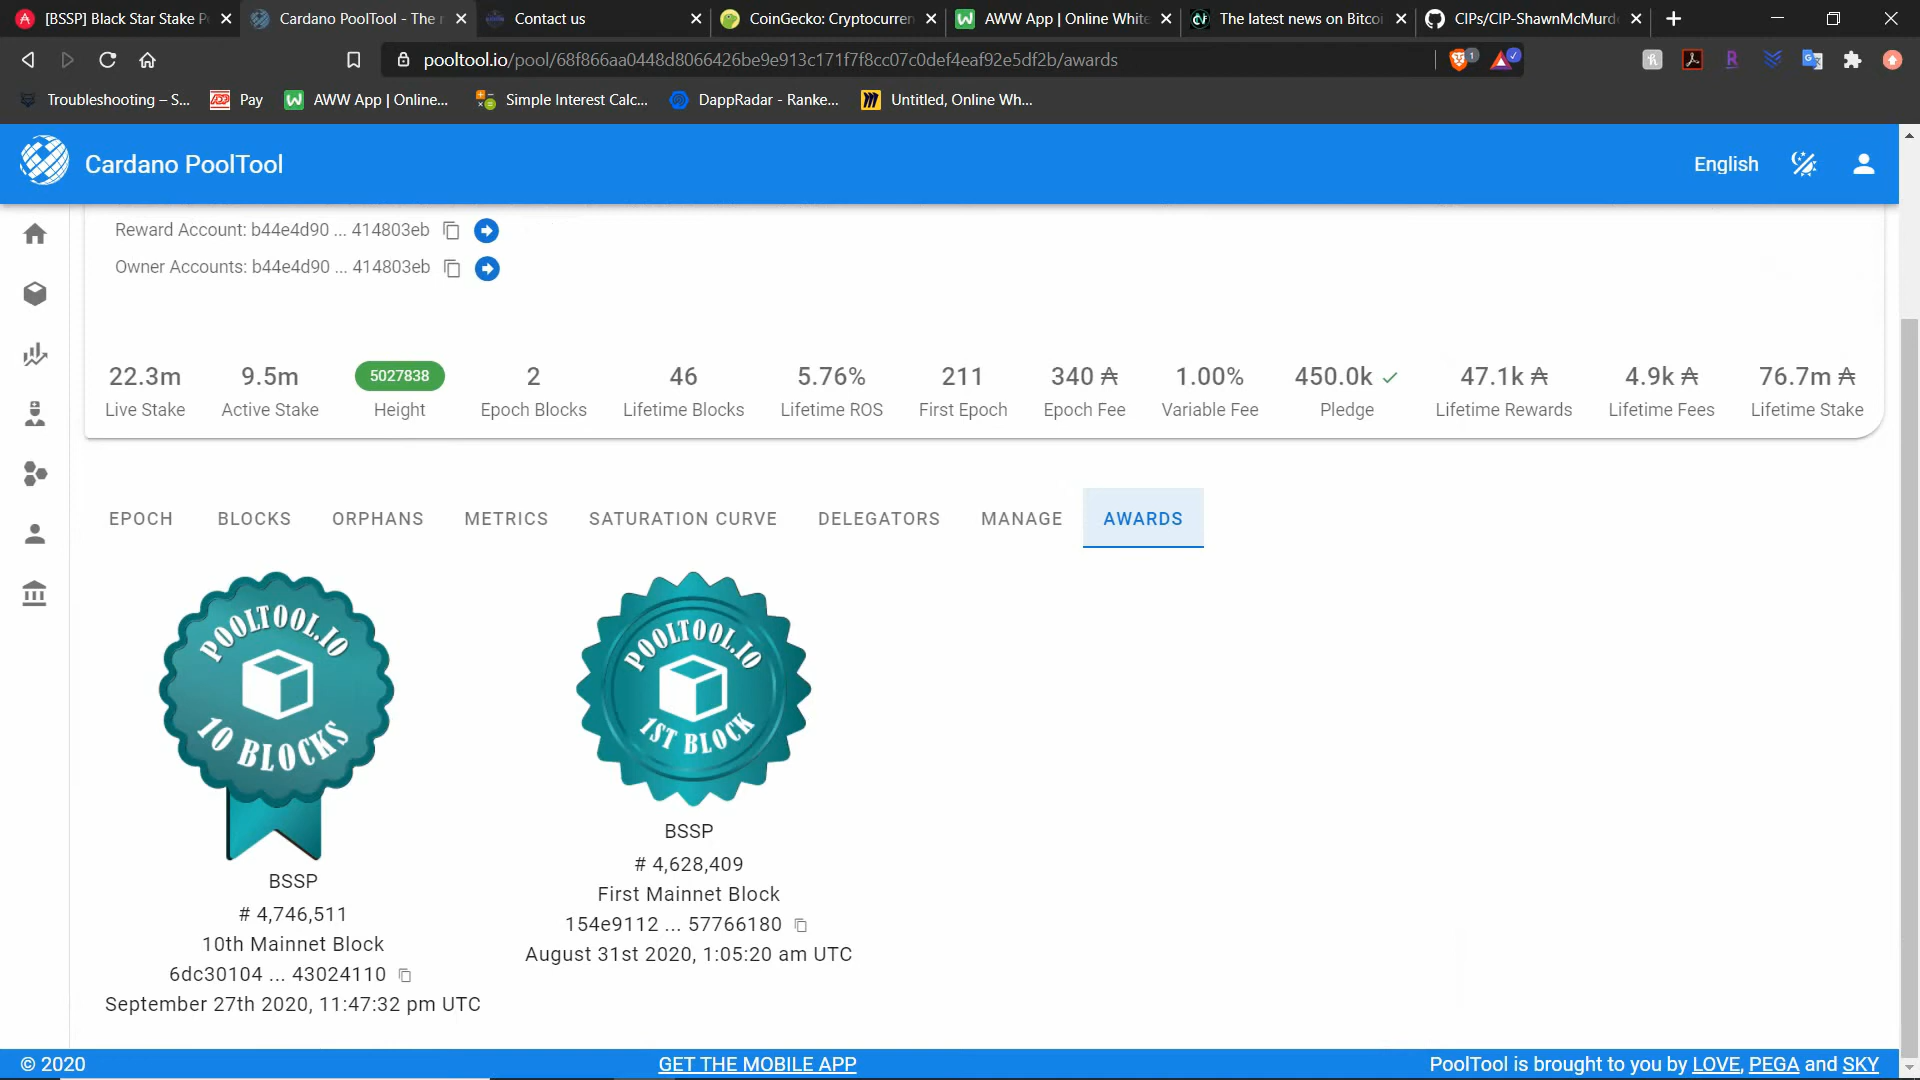 [BSSP] Black Star Stake P
Cardano PoolTool - The r
Contact us
CoinGecko: Cryptocurren
AWW App | Online White
The latest news on Bitcoi
CIPs/CIP-ShawnMcMurd
pooltool.io/pool/68f866aa0448d8066426be9e913c171f7f8cc07c0def4eaf92e5df2b/awards
Troubleshooting – S...
Pay
AWW App | Online...
Simple Interest Calc...
DappRadar - Ranke...
Untitled, Online Wh...
Cardano PoolTool
English
Reward Account: b44e4d90 ... 414803eb
Owner Accounts: b44e4d90 ... 414803eb
22.3m
Live Stake
9.5m
Active Stake
5027838
Height
2
Epoch Blocks
46
Lifetime Blocks
5.76%
Lifetime ROS
211
First Epoch
340 ₳
Epoch Fee
1.00%
Variable Fee
450.0k
Pledge
47.1k ₳
Lifetime Rewards
4.9k ₳
Lifetime Fees
76.7m ₳
Lifetime Stake
EPOCH
BLOCKS
ORPHANS
METRICS
SATURATION CURVE
DELEGATORS
MANAGE
AWARDS
POOLTOOL.IO
10 BLOCKS
BSSP
# 4,746,511
10th Mainnet Block
6dc30104 ... 43024110
September 27th 2020, 11:47:32 pm UTC
POOLTOOL.IO
1ST BLOCK
BSSP
# 4,628,409
First Mainnet Block
154e9112 ... 57766180
August 31st 2020, 1:05:20 am UTC
© 2020
GET THE MOBILE APP
PoolTool is brought to you by LOVE, PEGA and SKY